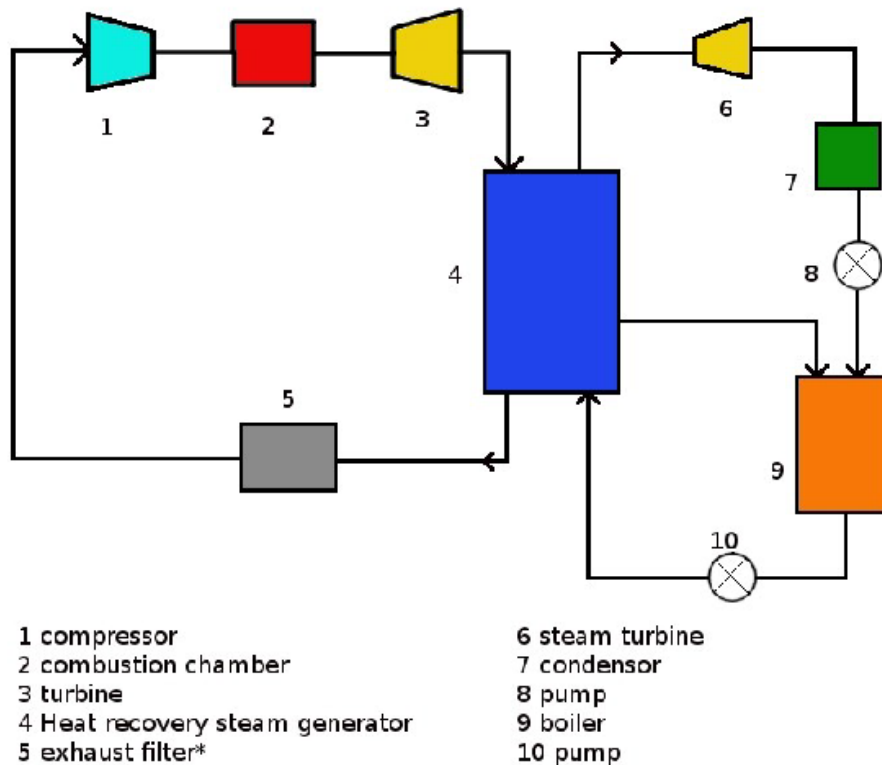 1
2
3
6
7
4
8
5
9
10
1 compressor
2 combustion chamber
3 turbine
4 Heat recovery steam generator
5 exhaust filter*
6 steam turbine
7 condensor
8 pump
9 boiler
10 pump